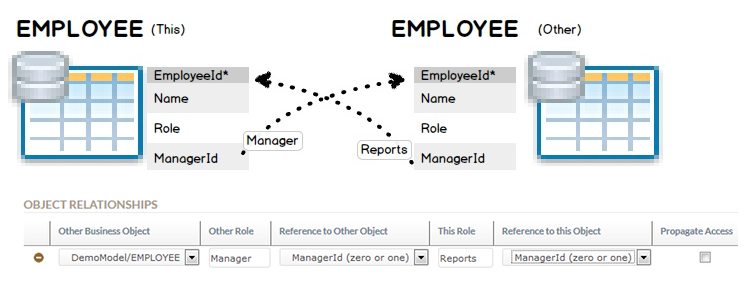 EMPLOYEE (This)
EMPLOYEE (Other)
EmployeeId*
Name
Role
ManagerId
Manager
Reports
EmployeeId*
Name
Role
ManagerId
OBJECT RELATIONSHIPS
Other Business Object Other Role Reference to Other Object This Role Reference to this Object Propagate Access
DemoModel/EMPLOYEE Manager ManagerId (zero or one) Reports ManagerId (zero or one)